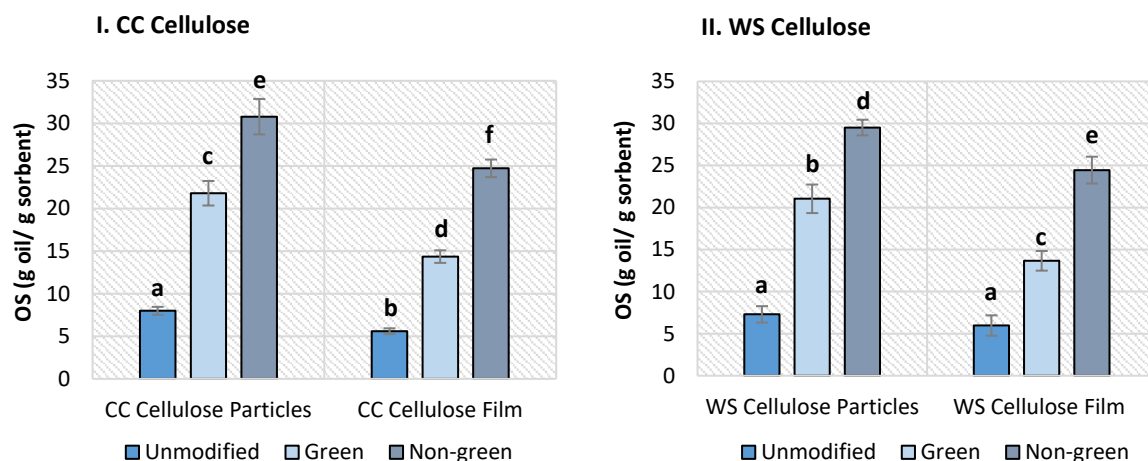 I. CC Cellulose
OS (g oil/ g sorbent)
35
30
25
20
15
10
5
0
a
c
e
b
d
f
CC Cellulose Particles
CC Cellulose Film
Unmodified
Green
Non-green
II. WS Cellulose
OS (g oil/ g sorbent)
35
30
25
20
15
10
5
0
a
b
d
a
c
e
WS Cellulose Particles
WS Cellulose Film
Unmodified
Green
Non-green